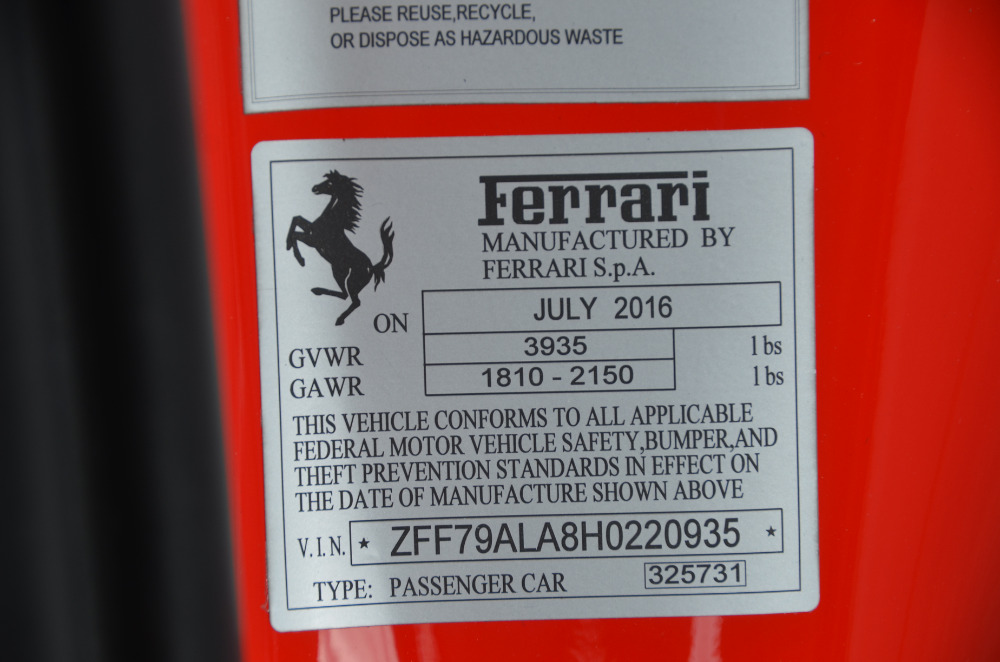 PLEASE REUSE,RECYCLE,
OR DISPOSE AS HAZARDOUS WASTE
Ferrari
MANUFACTURED BY
FERRARI S.p.A.
ON JULY 2016
GVWR 3935 lbs
GAWR 1810 - 2150 lbs
THIS VEHICLE CONFORMS TO ALL APPLICABLE
FEDERAL MOTOR VEHICLE SAFETY,BUMPER,AND
THEFT PREVENTION STANDARDS IN EFFECT ON
THE DATE OF MANUFACTURE SHOWN ABOVE
V.I.N. * ZFF79ALA8H0220935 *
TYPE: PASSENGER CAR 325731